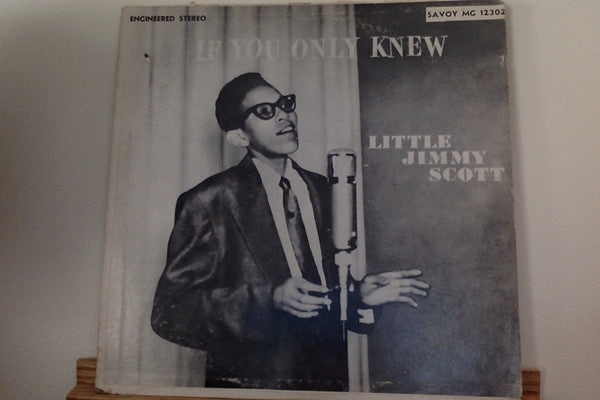 ENGINEERED STEREO
SAVOY MG 12302
IF YOU ONLY KNEW
LITTLE
JIMMY
SCOTT